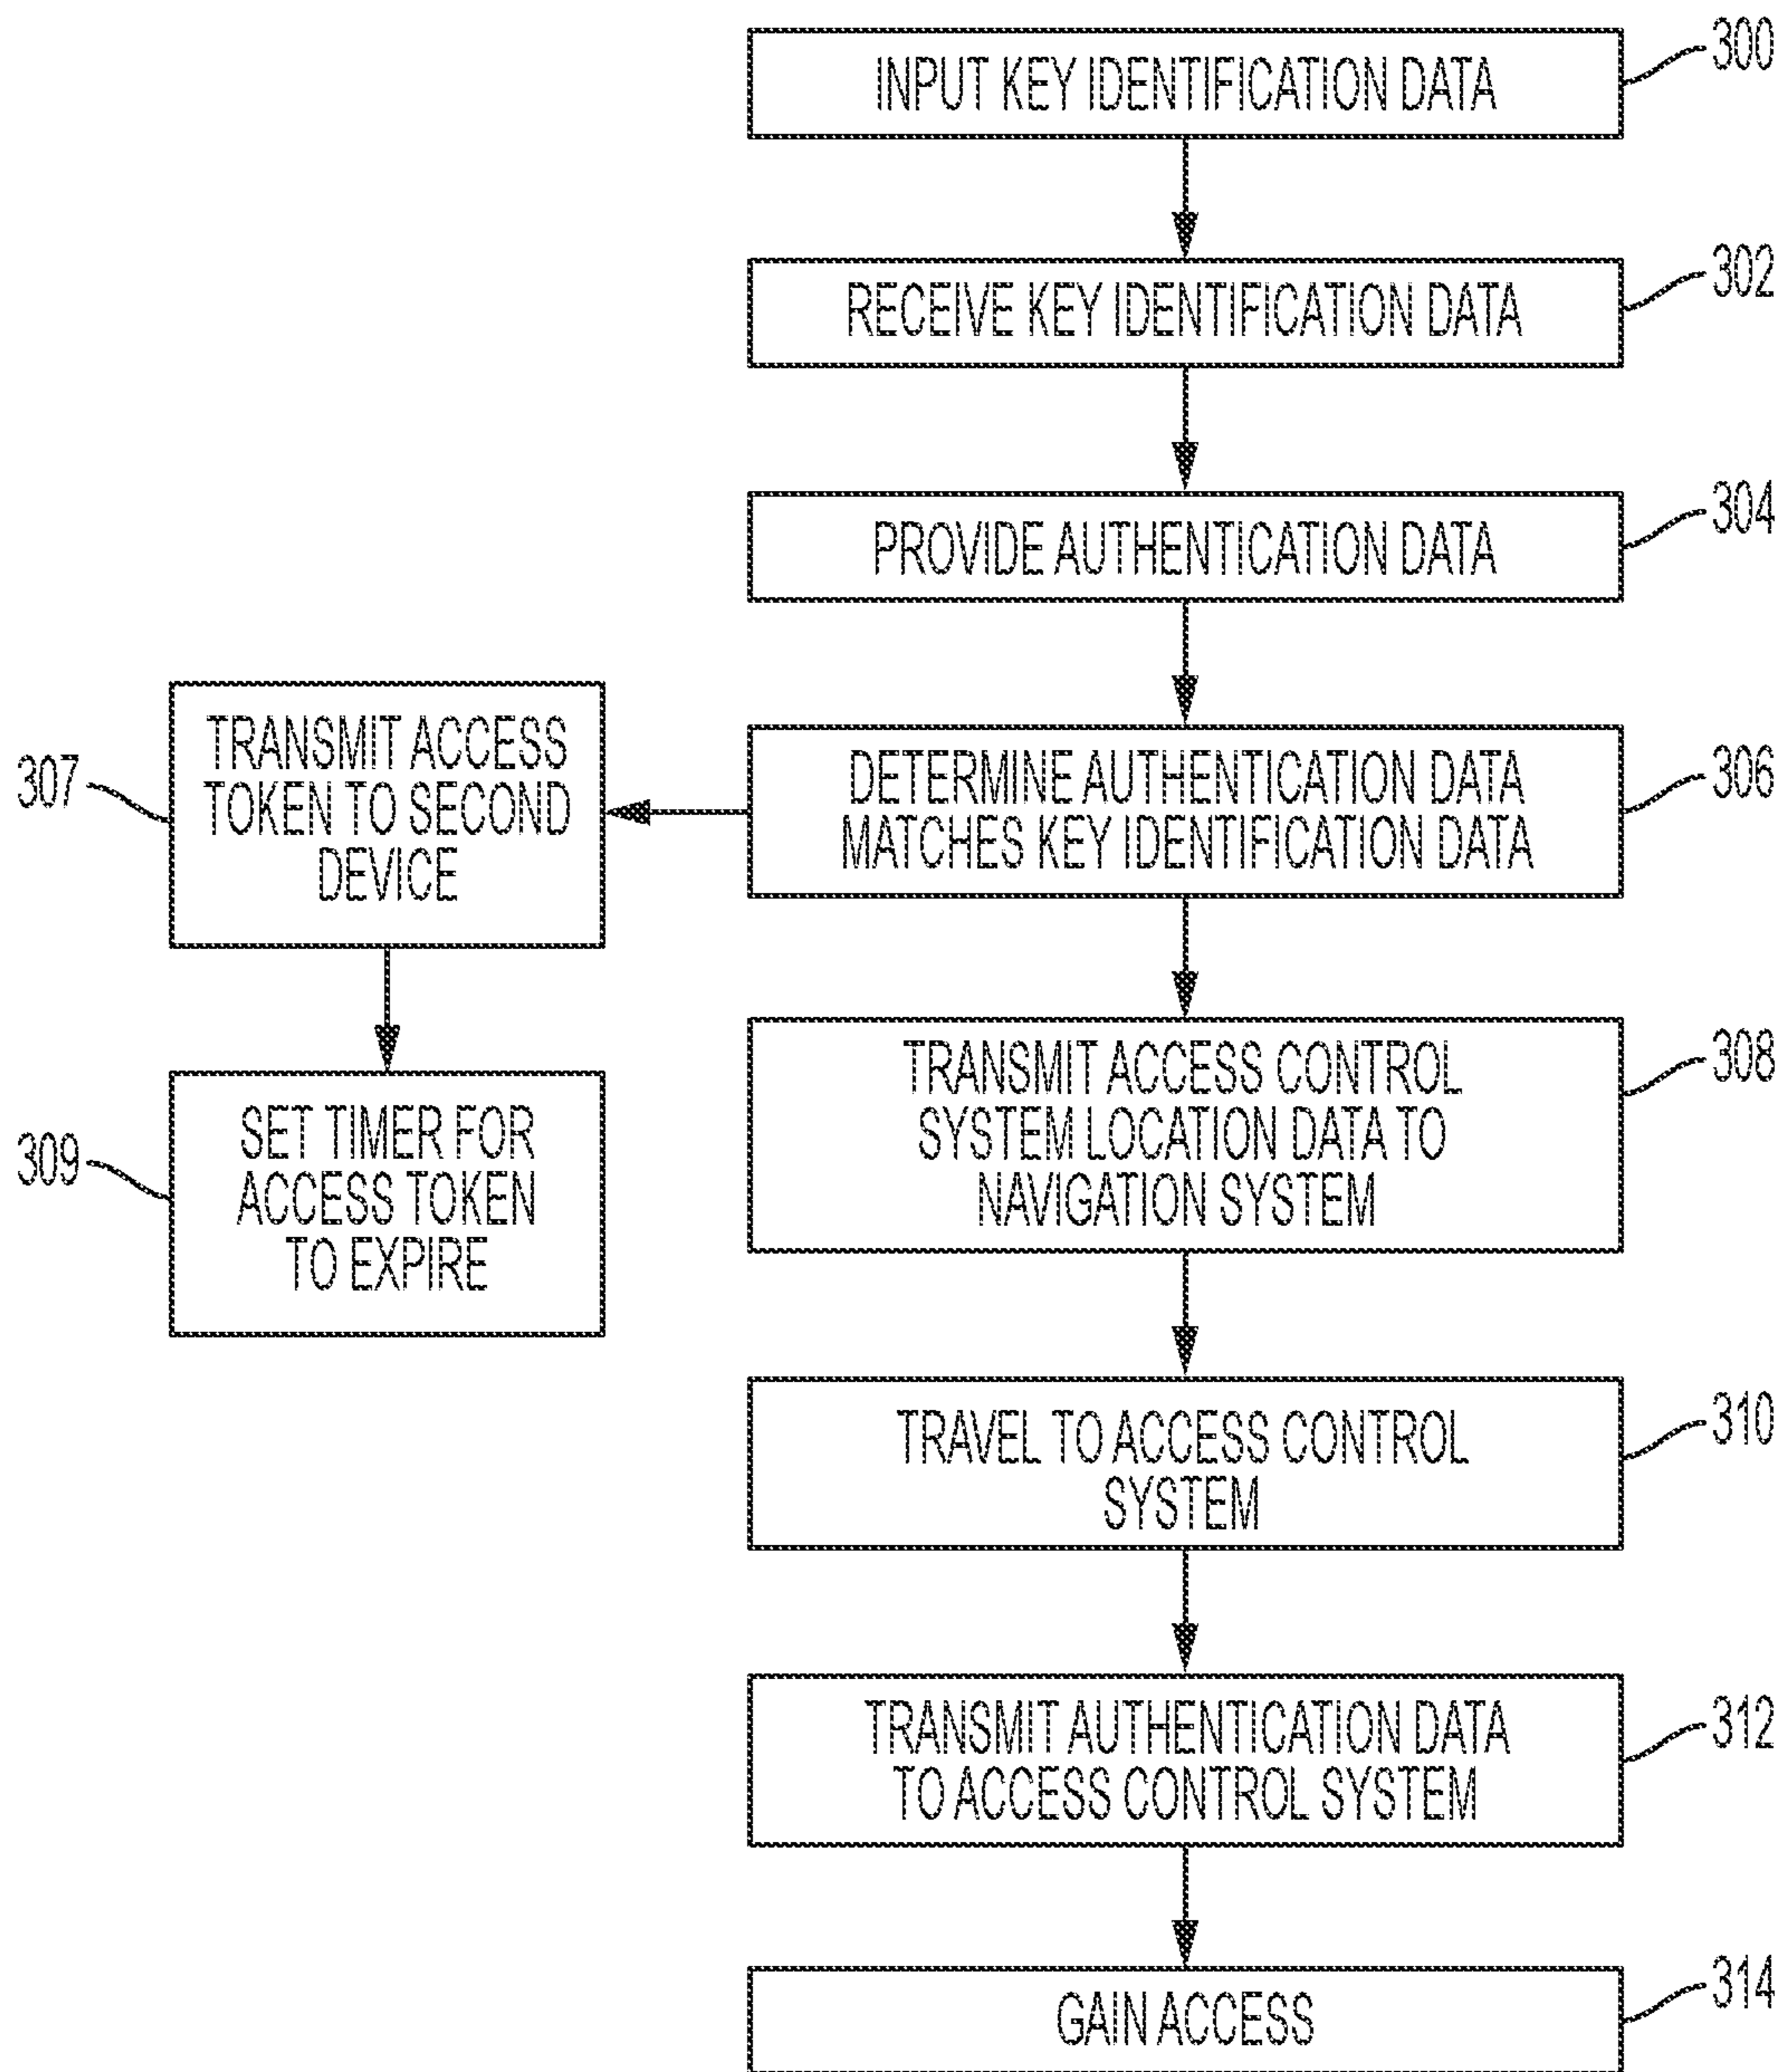 INPUT KEY IDENTIFICATION DATA
300
RECEIVE KEY IDENTIFICATION DATA
302
PROVIDE AUTHENTICATION DATA
304
DETERMINE AUTHENTICATION DATA
MATCHES KEY IDENTIFICATION DATA
306
307
TRANSMIT ACCESS
TOKEN TO SECOND
DEVICE
309
SET TIMER FOR
ACCESS TOKEN
TO EXPIRE
TRANSMIT ACCESS CONTROL
SYSTEM LOCATION DATA TO
NAVIGATION SYSTEM
308
TRAVEL TO ACCESS CONTROL
SYSTEM
310
TRANSMIT AUTHENTICATION DATA
TO ACCESS CONTROL SYSTEM
312
GAIN ACCESS
314